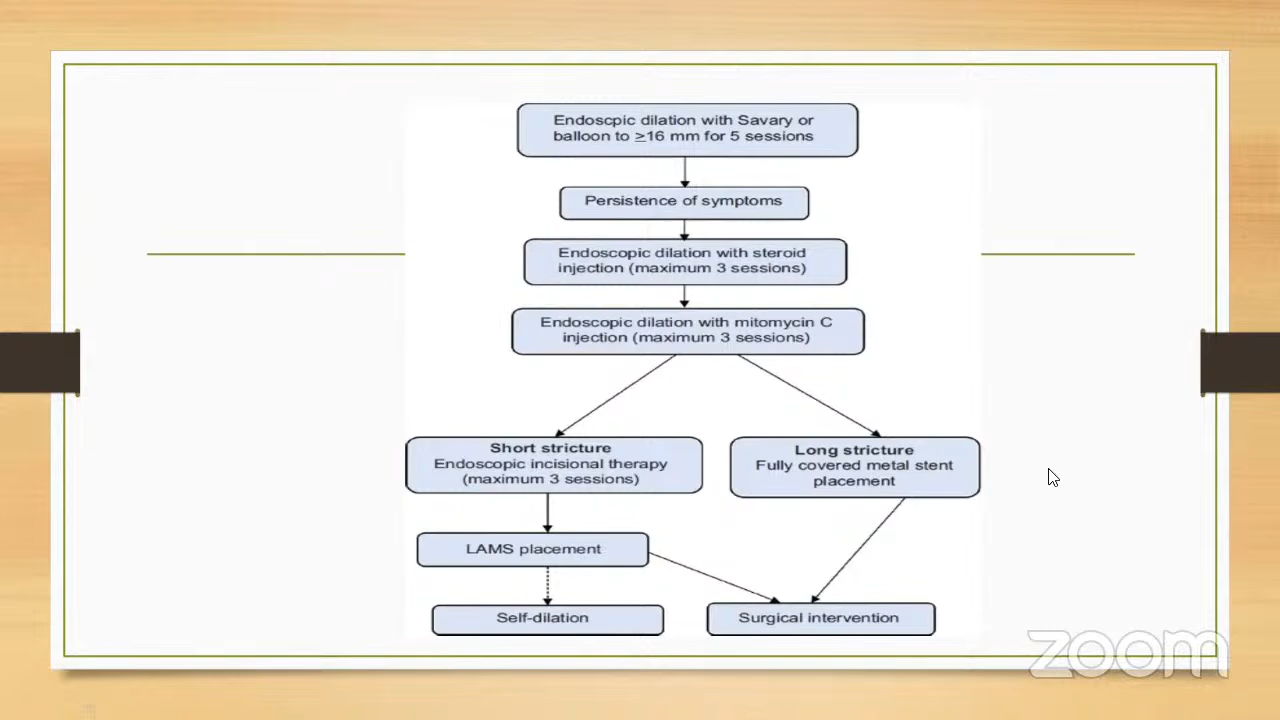 Endoscpic dilation with Savary or
balloon to ≥16 mm for 5 sessions
Persistence of symptoms
Endoscopic dilation with steroid
injection (maximum 3 sessions)
Endoscopic dilation with mitomycin C
injection (maximum 3 sessions)
Short stricture
Endoscopic incisional therapy
(maximum 3 sessions)
Long stricture
Fully covered metal stent
placement
LAMS placement
Self-dilation
Surgical intervention
zoom